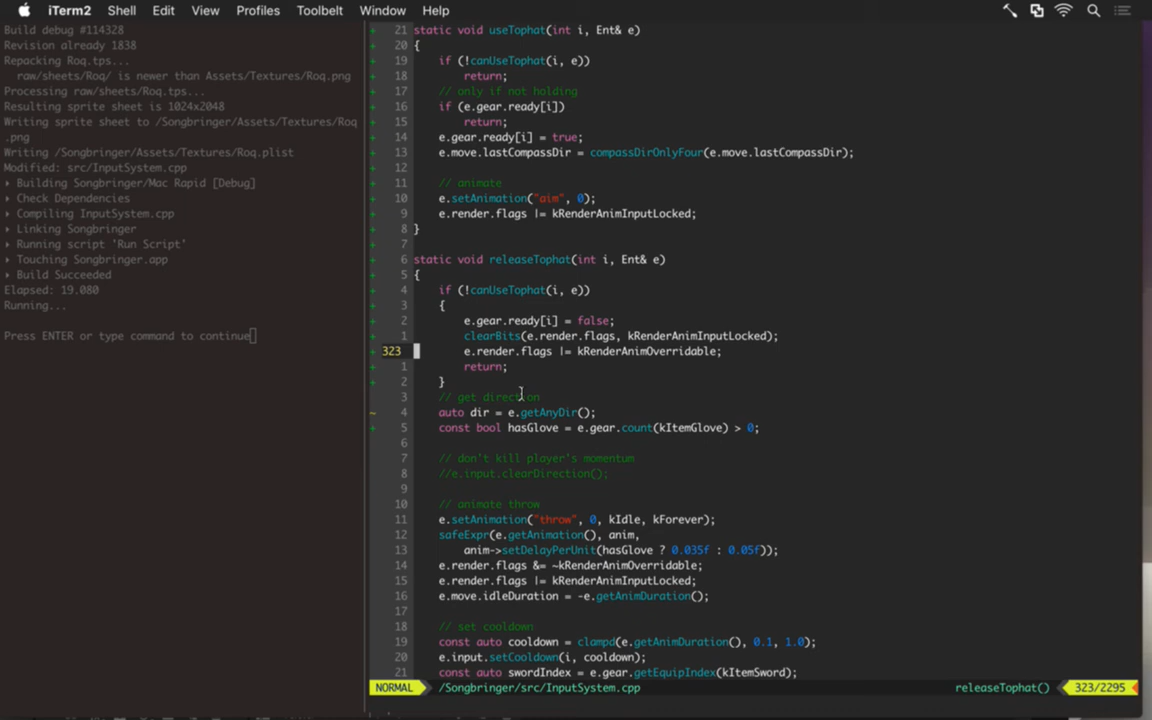 iTerm2 Shell Edit View Profiles Toolbelt Window Help
Build debug #114328
Revision already 1838
Repacking Roq.tps...
raw/sheets/Roq/ is newer than Assets/Textures/Roq.png
Processing raw/sheets/Roq.tps...
Resulting sprite sheet is 1024x2048
Writing sprite sheet to /Songbringer/Assets/Textures/Roq
.png
Writing /Songbringer/Assets/Textures/Roq.plist
Modified: src/InputSystem.cpp
▸ Building Songbringer/Mac Rapid [Debug]
▸ Check Dependencies
▸ Compiling InputSystem.cpp
▸ Linking Songbringer
▸ Running script 'Run Script'
▸ Touching Songbringer.app
▸ Build Succeeded
Elapsed: 19.080
Running...
Press ENTER or type command to continue
+ 21 static void useTophat(int i, Ent& e)
+ 20 {
+ 19 if (!canUseTophat(i, e))
+ 18 return;
+ 17 // only if not holding
+ 16 if (e.gear.ready[i])
+ 15 return;
+ 14 e.gear.ready[i] = true;
+ 13 e.move.lastCompassDir = compassDirOnlyFour(e.move.lastCompassDir);
+ 12
+ 11 // animate
+ 10 e.setAnimation("aim", 0);
+ 9 e.render.flags |= kRenderAnimInputLocked;
+ 8 }
+ 7
+ 6 static void releaseTophat(int i, Ent& e)
+ 5 {
+ 4 if (!canUseTophat(i, e))
+ 3 {
+ 2 e.gear.ready[i] = false;
+ 1 clearBits(e.render.flags, kRenderAnimInputLocked);
+ 323 e.render.flags |= kRenderAnimOverridable;
+ 1 return;
+ 2 }
3 // get direction
~ 4 auto dir = e.getAnyDir();
+ 5 const bool hasGlove = e.gear.count(kItemGlove) > 0;
6
7 // don't kill player's momentum
8 //e.input.clearDirection();
9
10 // animate throw
11 e.setAnimation("throw", 0, kIdle, kForever);
12 safeExpr(e.getAnimation(), anim,
13 anim->setDelayPerUnit(hasGlove ? 0.035f : 0.05f));
14 e.render.flags &= ~kRenderAnimOverridable;
15 e.render.flags |= kRenderAnimInputLocked;
16 e.move.idleDuration = -e.getAnimDuration();
17
18 // set cooldown
19 const auto cooldown = clampd(e.getAnimDuration(), 0.1, 1.0);
20 e.input.setCooldown(i, cooldown);
21 const auto swordIndex = e.gear.getEquipIndex(kItemSword);
NORMAL /Songbringer/src/InputSystem.cpp releaseTophat() 323/2295